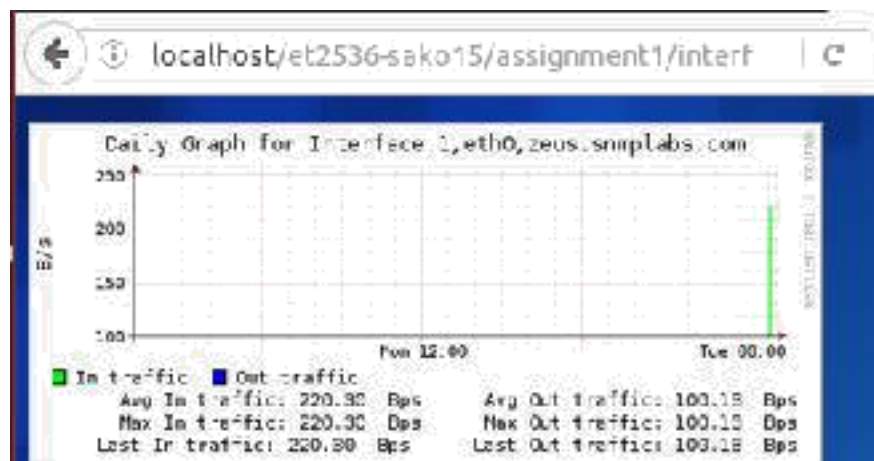 localhost/et2536-sako15/assignment1/interf
Daily Graph for Interface 1,eth0,zeus.snmplabs.com
250
200
150
100
B/s
Mon 12:00 Tue 00:00
In traffic Out traffic
Avg In traffic: 220.30 Bps Avg Out traffic: 100.13 Bps
Max In traffic: 220.30 Bps Max Out traffic: 100.13 Bps
Last In traffic: 220.30 Bps Last Out traffic: 100.13 Bps